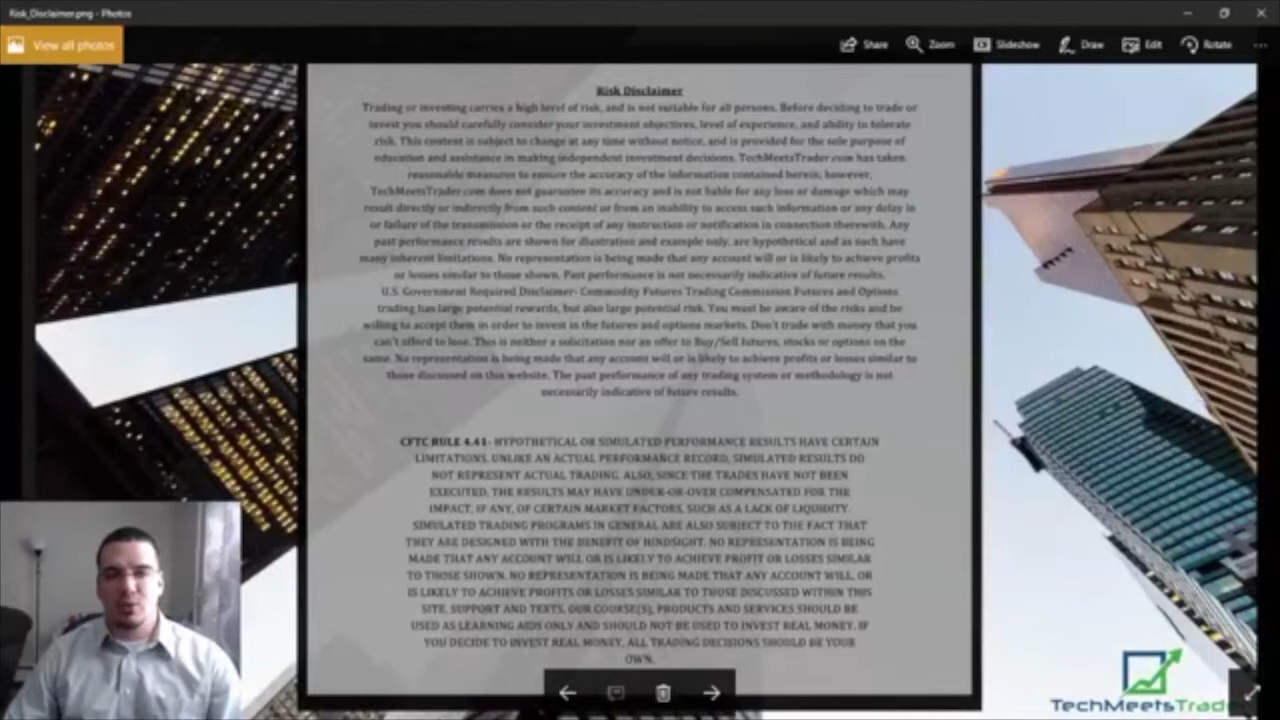 Risk_Disclaimer.png - Photos
View all photos
Share
Zoom
Slideshow
Draw
Edit
Rotate
Risk Disclaimer
Trading or investing carries a high level of risk, and is not suitable for all persons. Before deciding to trade or
invest you should carefully consider your investment objectives, level of experience, and ability to tolerate
risk. This content is subject to change at any time without notice, and is provided for the sole purpose of
education and assistance in making independent investment decisions. TechMeetsTrader.com has taken
reasonable measures to ensure the accuracy of the information contained herein; however,
TechMeetsTrader.com does not guarantee its accuracy and is not liable for any loss or damage which may
result directly or indirectly from such content or from an inability to access such information or any delay in
or failure of the transmission or the receipt of any instruction or notification in connection therewith. Any
past performance results are shown for illustration and example only, are hypothetical and as such have
many inherent limitations. No representation is being made that any account will or is likely to achieve profits
or losses similar to those shown. Past performance is not necessarily indicative of future results.
U.S. Government Required Disclaimer- Commodity Futures Trading Commission Futures and Options
trading has large potential rewards, but also large potential risk. You must be aware of the risks and be
willing to accept them in order to invest in the futures and options markets. Don't trade with money that you
can't afford to lose. This is neither a solicitation nor an offer to Buy/Sell futures, stocks or options on the
same. No representation is being made that any account will or is likely to achieve profits or losses similar to
those discussed on this website. The past performance of any trading system or methodology is not
necessarily indicative of future results.
CFTC RULE 4.41- HYPOTHETICAL OR SIMULATED PERFORMANCE RESULTS HAVE CERTAIN
LIMITATIONS. UNLIKE AN ACTUAL PERFORMANCE RECORD, SIMULATED RESULTS DO
NOT REPRESENT ACTUAL TRADING. ALSO, SINCE THE TRADES HAVE NOT BEEN
EXECUTED, THE RESULTS MAY HAVE UNDER-OR-OVER COMPENSATED FOR THE
IMPACT, IF ANY, OF CERTAIN MARKET FACTORS, SUCH AS A LACK OF LIQUIDITY.
SIMULATED TRADING PROGRAMS IN GENERAL ARE ALSO SUBJECT TO THE FACT THAT
THEY ARE DESIGNED WITH THE BENEFIT OF HINDSIGHT. NO REPRESENTATION IS BEING
MADE THAT ANY ACCOUNT WILL OR IS LIKELY TO ACHIEVE PROFIT OR LOSSES SIMILAR
TO THOSE SHOWN. NO REPRESENTATION IS BEING MADE THAT ANY ACCOUNT WILL, OR
IS LIKELY TO ACHIEVE PROFITS OR LOSSES SIMILAR TO THOSE DISCUSSED WITHIN THIS
SITE, SUPPORT AND TEXTS. OUR COURSE(S), PRODUCTS AND SERVICES SHOULD BE
USED AS LEARNING AIDS ONLY AND SHOULD NOT BE USED TO INVEST REAL MONEY. IF
YOU DECIDE TO INVEST REAL MONEY, ALL TRADING DECISIONS SHOULD BE YOUR
OWN.
TechMeetsTrade